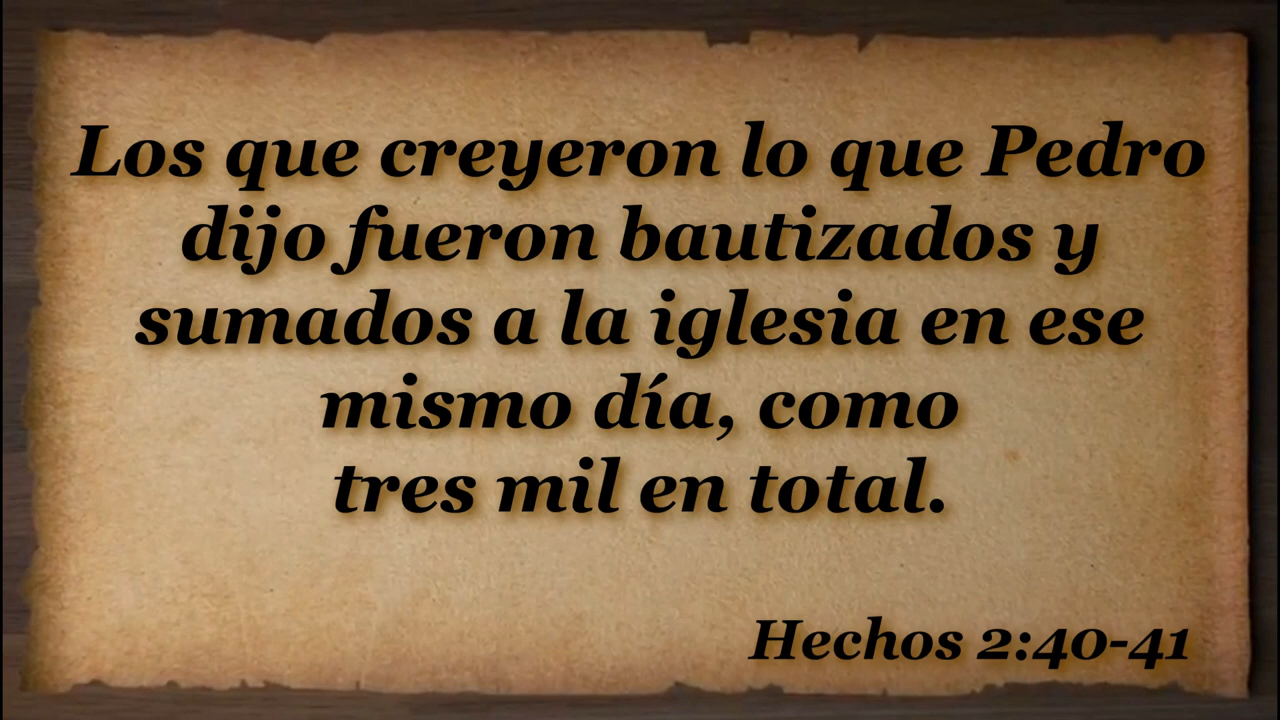 Los que creyeron lo que Pedro
dijo fueron bautizados y
sumados a la iglesia en ese
mismo día, como
tres mil en total.
Hechos 2:40-41